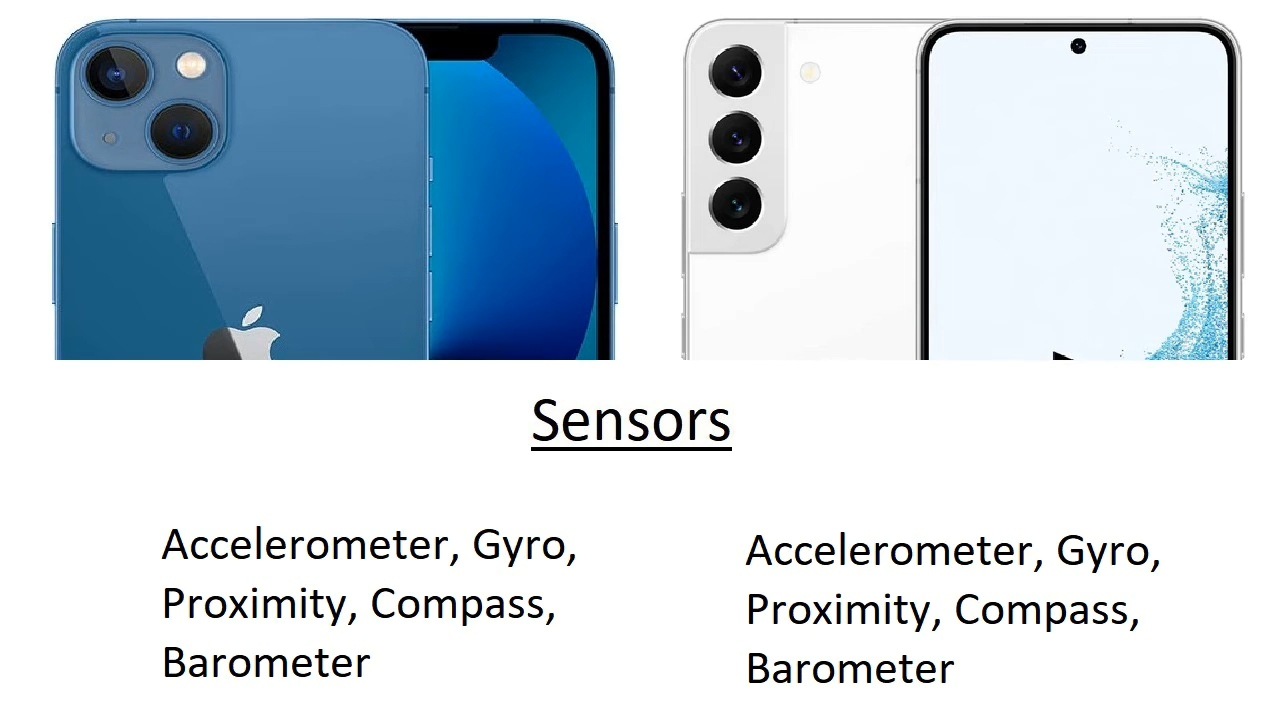 Sensors
Accelerometer, Gyro,
Proximity, Compass,
Barometer
Accelerometer, Gyro,
Proximity, Compass,
Barometer